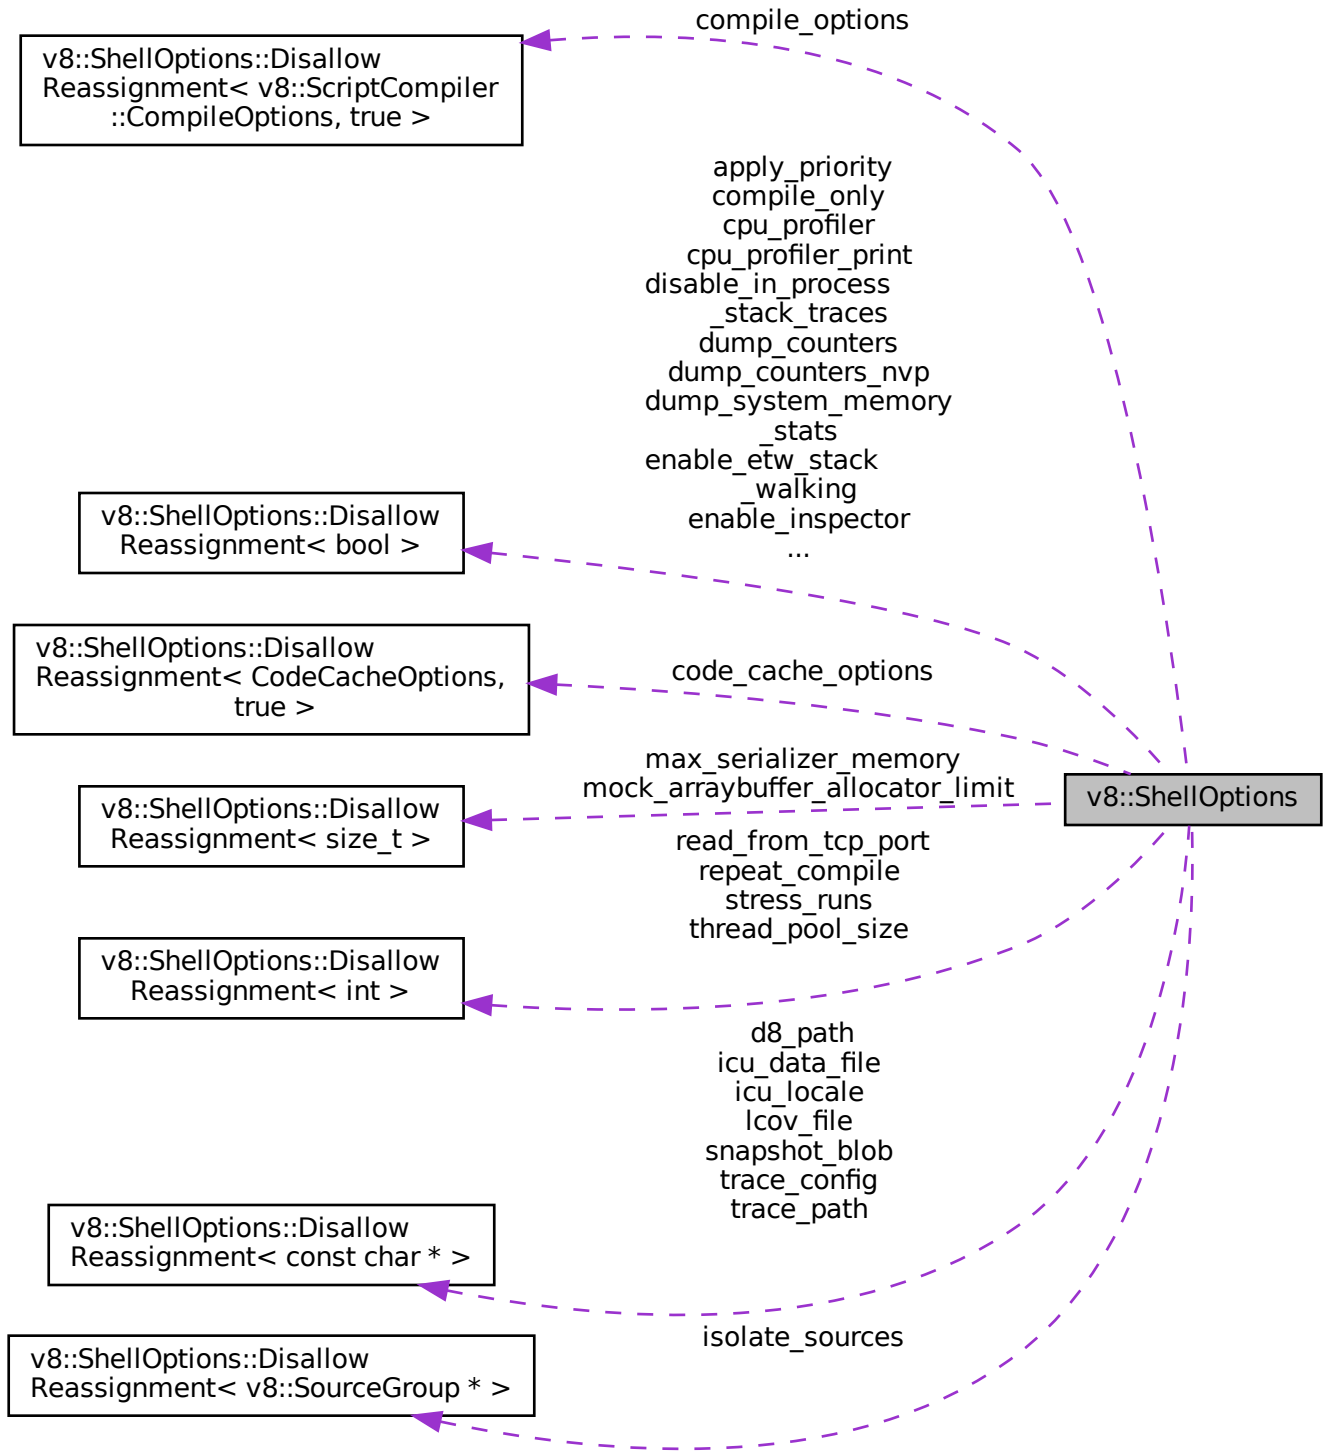 compile_options
v8::ShellOptions::Disallow
Reassignment< v8::ScriptCompiler
::CompileOptions, true >
apply_priority
compile_only
cpu_profiler
cpu_profiler_print
disable_in_process
_stack_traces
dump_counters
dump_counters_nvp
dump_system_memory
_stats
enable_etw_stack
_walking
enable_inspector
...
v8::ShellOptions::Disallow
Reassignment< bool >
v8::ShellOptions::Disallow
Reassignment< CodeCacheOptions,
true >
code_cache_options
max_serializer_memory
mock_arraybuffer_allocator_limit
v8::ShellOptions
v8::ShellOptions::Disallow
Reassignment< size_t >
read_from_tcp_port
repeat_compile
stress_runs
thread_pool_size
v8::ShellOptions::Disallow
Reassignment< int >
d8_path
icu_data_file
icu_locale
lcov_file
snapshot_blob
trace_config
trace_path
v8::ShellOptions::Disallow
Reassignment< const char * >
isolate_sources
v8::ShellOptions::Disallow
Reassignment< v8::SourceGroup * >